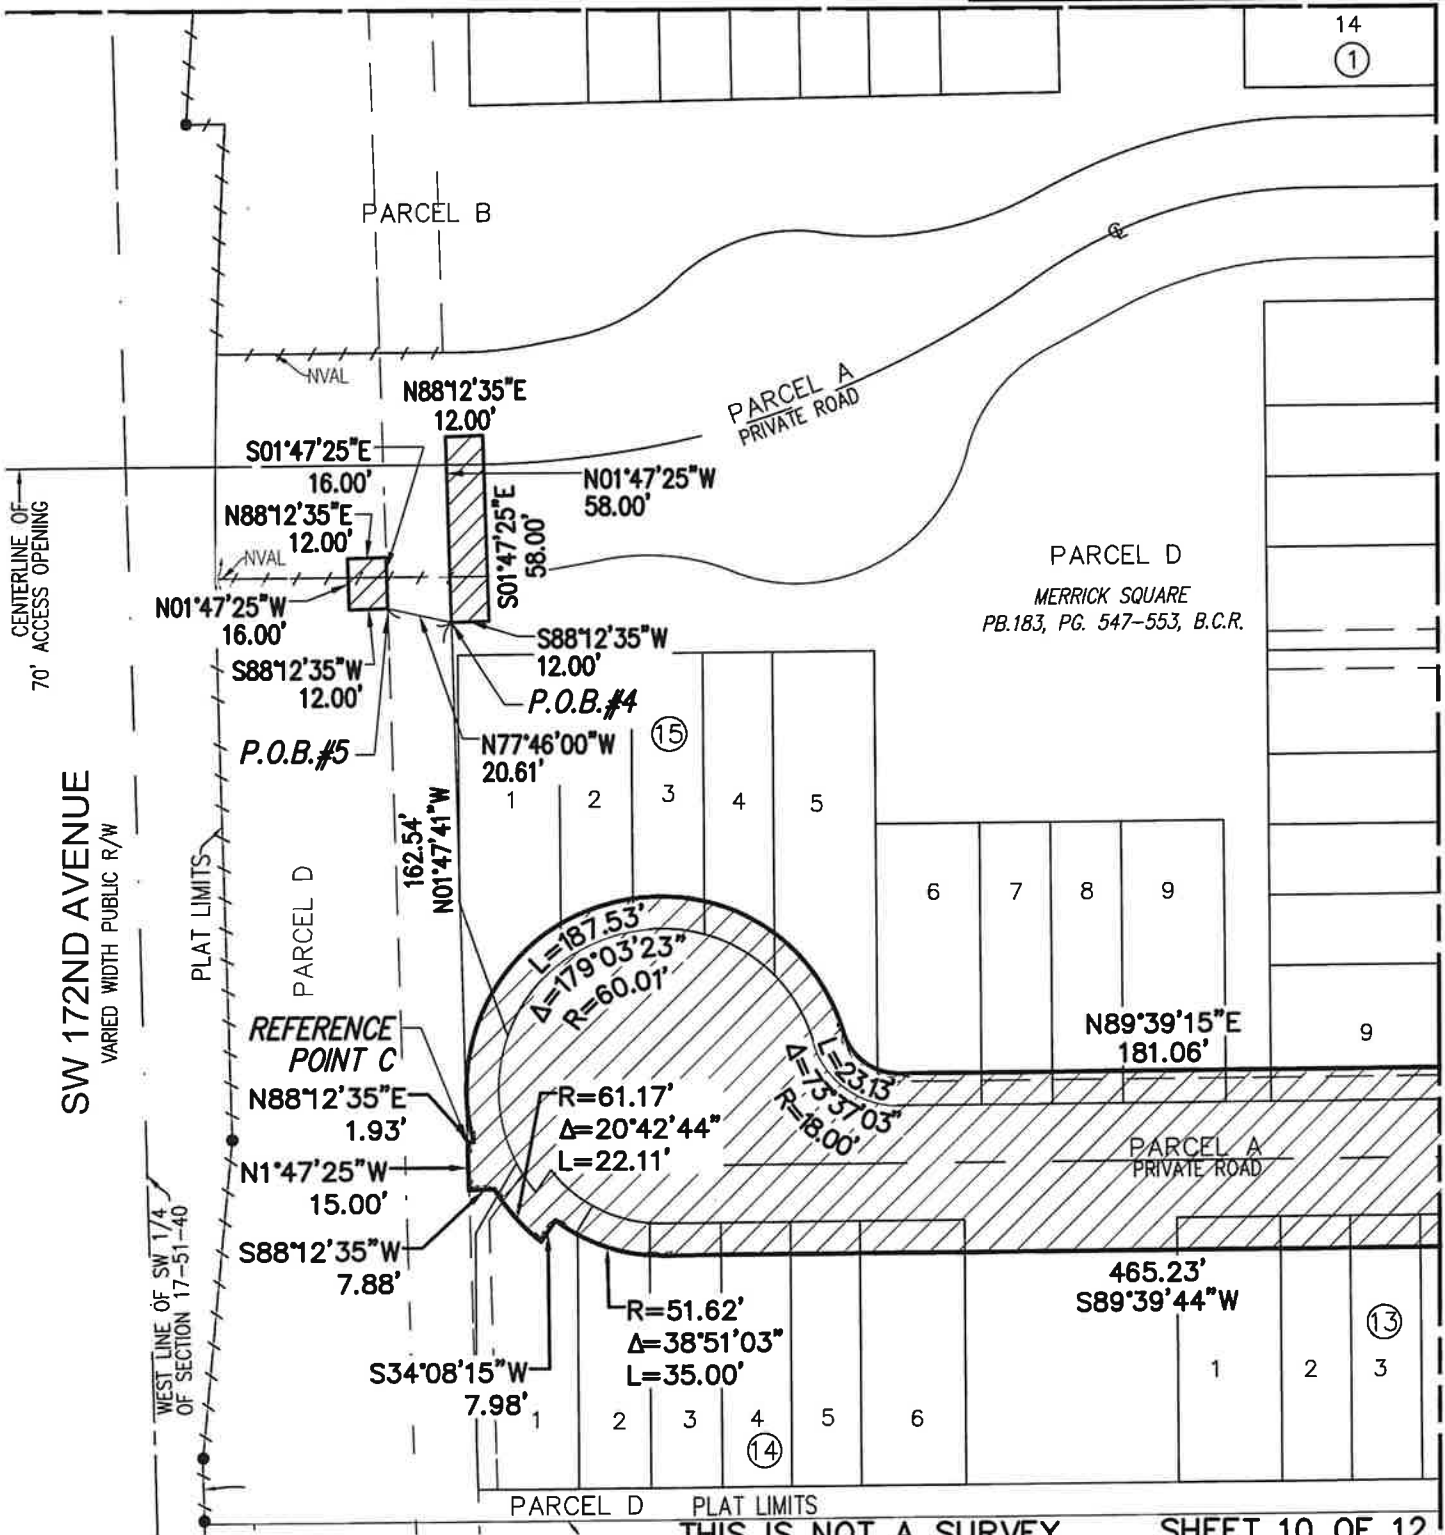 14
1
PARCEL B
NVAL
N88°12'35"E
12.00'
PARCEL A
PRIVATE ROAD
S01°47'25"E
16.00'
N01°47'25"W
58.00'
S01°47'25"E
58.00'
CENTERLINE OF
70' ACCESS OPENING
N88°12'35"E
12.00'
NVAL
N01°47'25"W
16.00'
S88°12'35"W
12.00'
P.O.B.#5
S88°12'35"W
12.00'
P.O.B.#4
N77°46'00"W
20.61'
PARCEL D
MERRICK SQUARE
PB.183, PG. 547-553, B.C.R.
15
1
2
3
4
5
6
7
8
9
162.54'
N01°47'41"W
SW 172ND AVENUE
VARIED WIDTH PUBLIC R/W
PLAT LIMITS
PARCEL D
L=187.53'
Δ=179°03'23"
R=60.01'
REFERENCE
POINT C
N88°12'35"E
1.93'
N1°47'25"W
15.00'
S88°12'35"W
7.88'
R=61.17'
Δ=20°42'44"
L=22.11'
L=23.13'
Δ=73°37'03"
R=18.00'
N89°39'15"E
181.06'
9
PARCEL A
PRIVATE ROAD
WEST LINE OF SW 1/4
OF SECTION 17-51-40
R=51.62'
Δ=38°51'03"
L=35.00'
S34°08'15"W
7.98'
465.23'
S89°39'44"W
13
1
2
3
1
2
3
4
5
6
14
PARCEL D
PLAT LIMITS
THIS IS NOT A SURVEY
SHEET 10 OF 12